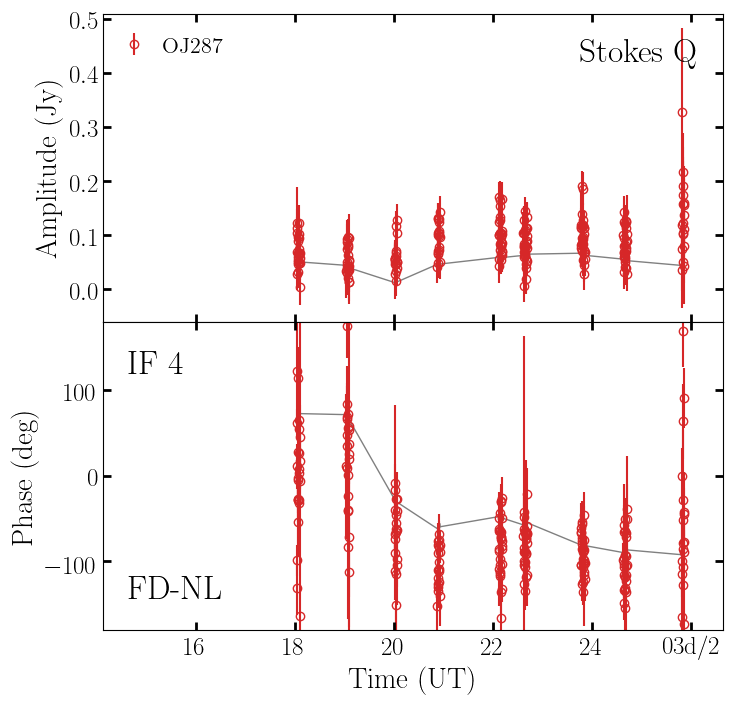 OJ287
Stokes Q
0.5
0.4
0.3
0.2
0.1
0.0
Amplitude (Jy)
IF 4
100
0
−100
Phase (deg)
FD-NL
16 18 20 22 24 03d/2
Time (UT)